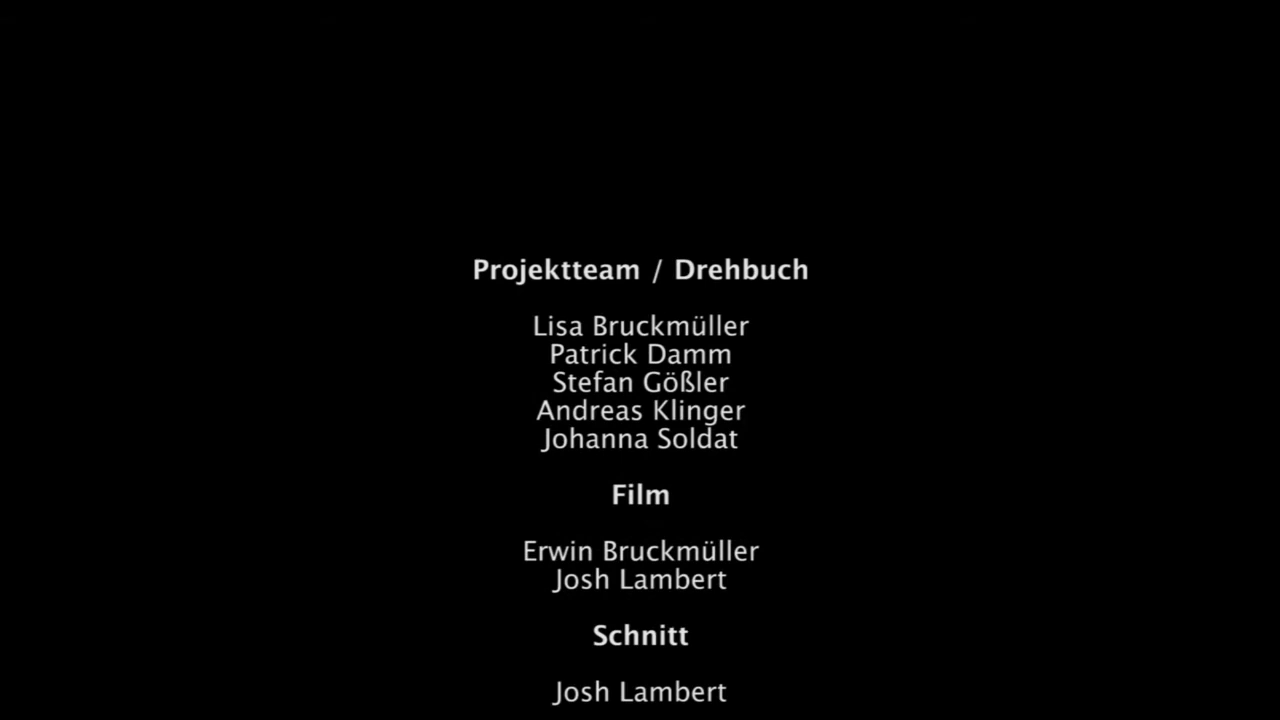 Projektteam / Drehbuch
Lisa Bruckmüller
Patrick Damm
Stefan Gößler
Andreas Klinger
Johanna Soldat
Film
Erwin Bruckmüller
Josh Lambert
Schnitt
Josh Lambert